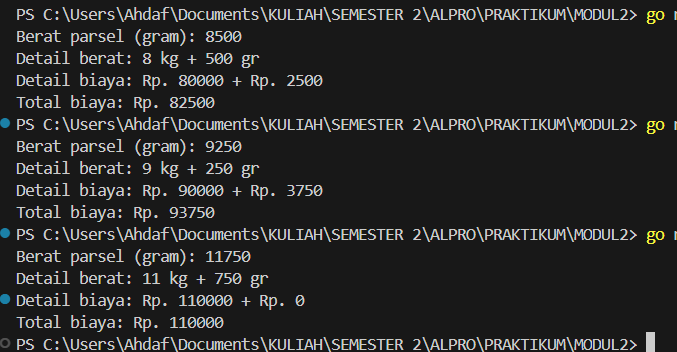 PS C:\Users\Ahdaf\Documents\KULIAH\SEMESTER 2\ALPRO\PRAKTIKUM\MODUL2> go
Berat parsel (gram): 8500
Detail berat: 8 kg + 500 gr
Detail biaya: Rp. 80000 + Rp. 2500
Total biaya: Rp. 82500
PS C:\Users\Ahdaf\Documents\KULIAH\SEMESTER 2\ALPRO\PRAKTIKUM\MODUL2> go
Berat parsel (gram): 9250
Detail berat: 9 kg + 250 gr
Detail biaya: Rp. 90000 + Rp. 3750
Total biaya: Rp. 93750
PS C:\Users\Ahdaf\Documents\KULIAH\SEMESTER 2\ALPRO\PRAKTIKUM\MODUL2> go
Berat parsel (gram): 11750
Detail berat: 11 kg + 750 gr
Detail biaya: Rp. 110000 + Rp. 0
Total biaya: Rp. 110000
PS C:\Users\Ahdaf\Documents\KULIAH\SEMESTER 2\ALPRO\PRAKTIKUM\MODUL2>